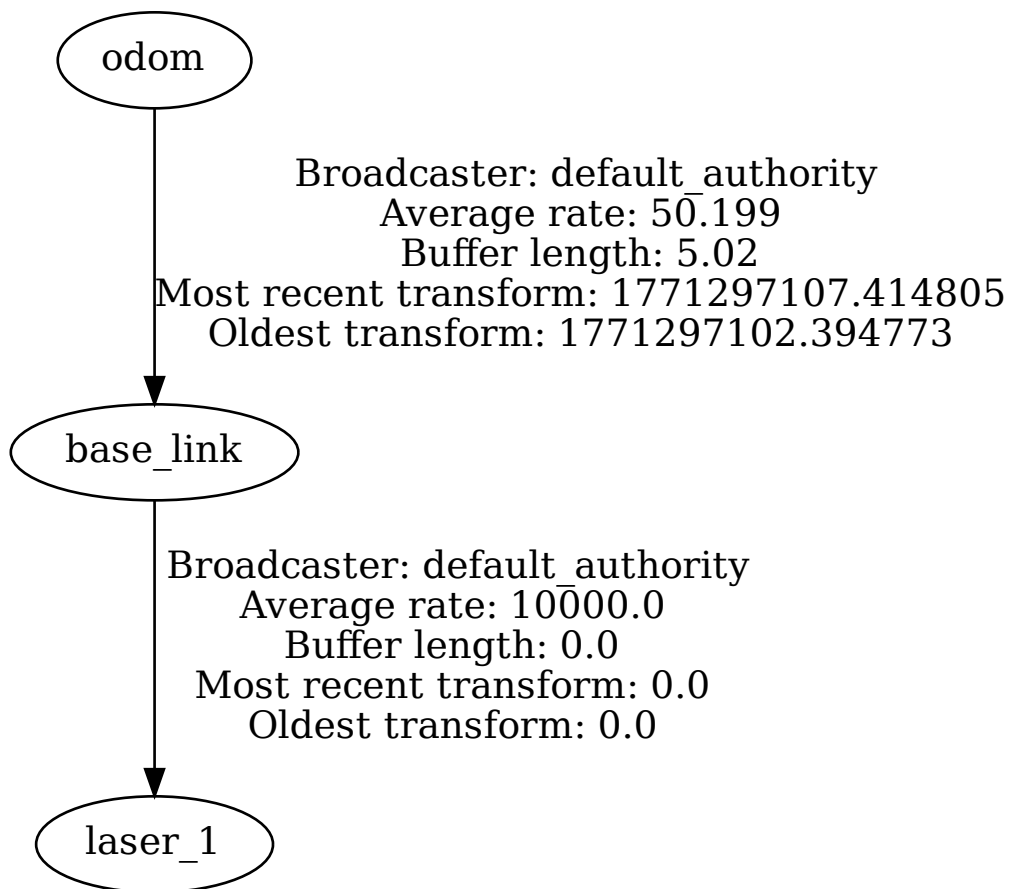 odom
Broadcaster: default_authority
Average rate: 50.199
Buffer length: 5.02
Most recent transform: 1771297107.414805
Oldest transform: 1771297102.394773
base_link
Broadcaster: default_authority
Average rate: 10000.0
Buffer length: 0.0
Most recent transform: 0.0
Oldest transform: 0.0
laser_1